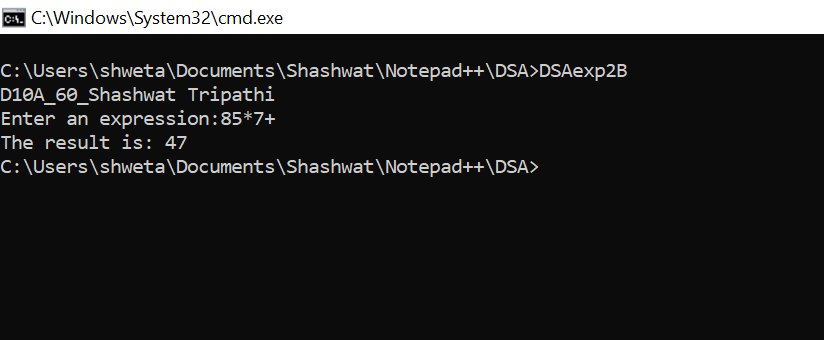 C:\Windows\System32\cmd.exe
C:\Users\shweta\Documents\Shashwat\Notepad++\DSA>DSAexp2B
D10A_60_Shashwat Tripathi
Enter an expression:85*7+
The result is: 47
C:\Users\shweta\Documents\Shashwat\Notepad++\DSA>